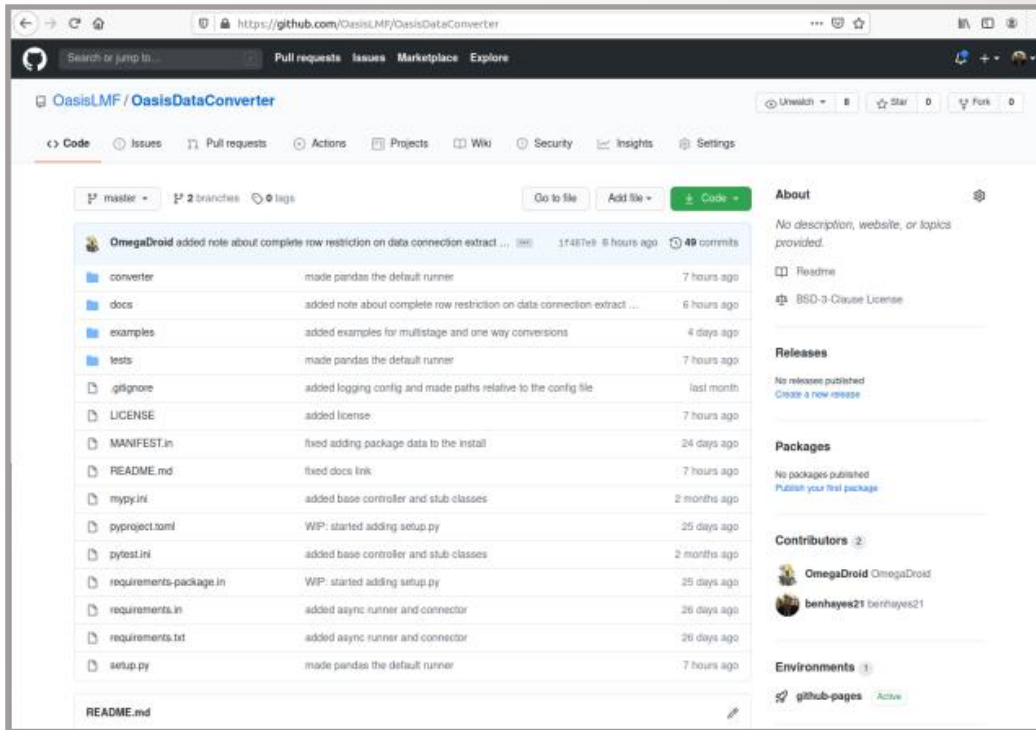 https://github.com/OasisLMF/OasisDataConverter
Search or jump to...
Pull requests Issues Marketplace Explore
OasisLMF / OasisDataConverter
Unwatch 8 Star 0 Fork 0
Code Issues Pull requests Actions Projects Wiki Security Insights Settings
master 2 branches 0 tags Go to file Add file Code
OmegaDroid added note about complete row restriction on data connection extract ... 6 hours ago 49 commits
converter made pandas the default runner 7 hours ago
docs added note about complete row restriction on data connection extract ... 6 hours ago
examples added examples for multistage and one way conversions 4 days ago
tests made pandas the default runner 7 hours ago
.gitignore added logging config and made paths relative to the config file last month
LICENSE added license 7 hours ago
MANIFEST.in fixed adding package data to the install 24 days ago
README.md fixed docs link 7 hours ago
mypy.ini added base controller and stub classes 2 months ago
pyproject.toml WIP: started adding setup.py 25 days ago
pytest.ini added base controller and stub classes 2 months ago
requirements-package.in WIP: started adding setup.py 25 days ago
requirements.in added async runner and connector 26 days ago
requirements.txt added async runner and connector 26 days ago
setup.py made pandas the default runner 7 hours ago
README.md
About
No description, website, or topics
provided.
Readme
BSD-3-Clause License
Releases
No releases published
Create a new release
Packages
No packages published
Publish your first package
Contributors 2
OmegaDroid OmegaDroid
benhayes21 benhayes21
Environments 1
github-pages Active